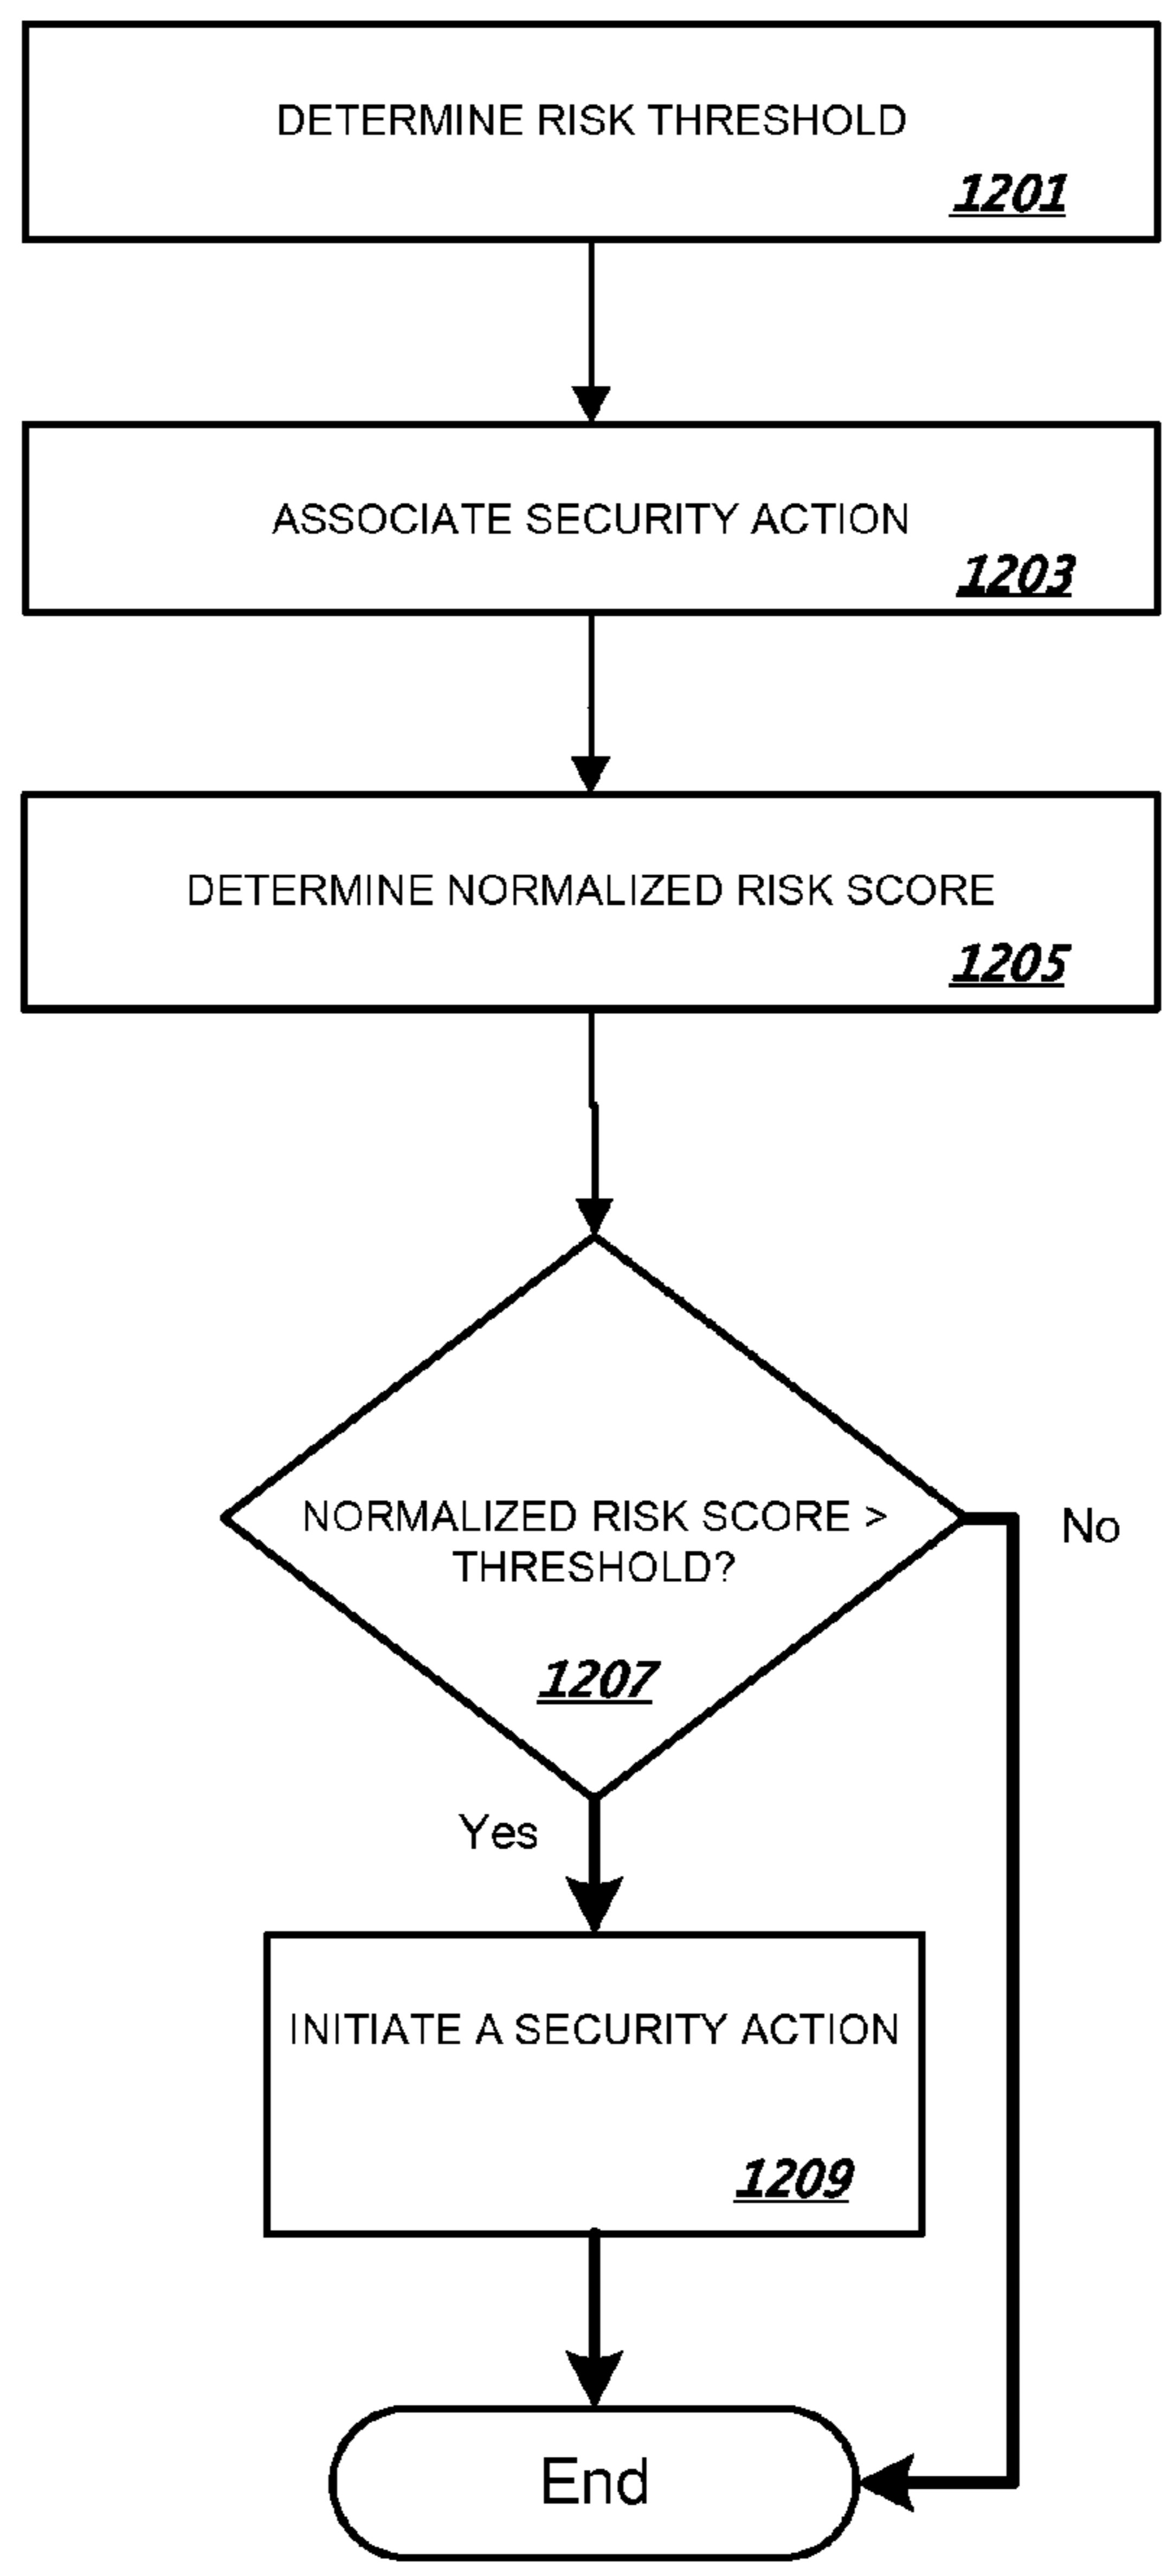 DETERMINE RISK THRESHOLD
1201
ASSOCIATE SECURITY ACTION
1203
DETERMINE NORMALIZED RISK SCORE
1205
NORMALIZED RISK SCORE >
THRESHOLD?
1207
No
Yes
INITIATE A SECURITY ACTION
1209
End